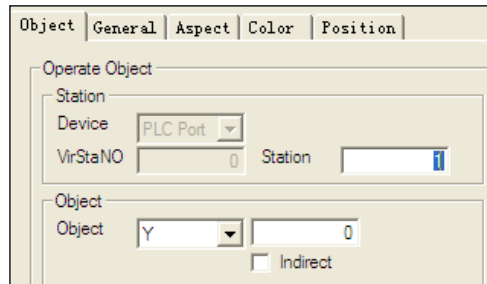 Object General Aspect Color Position
Operate Object
Station
Device PLC Port
VirStaNO 0 Station 1
Object
Object Y 0
Indirect